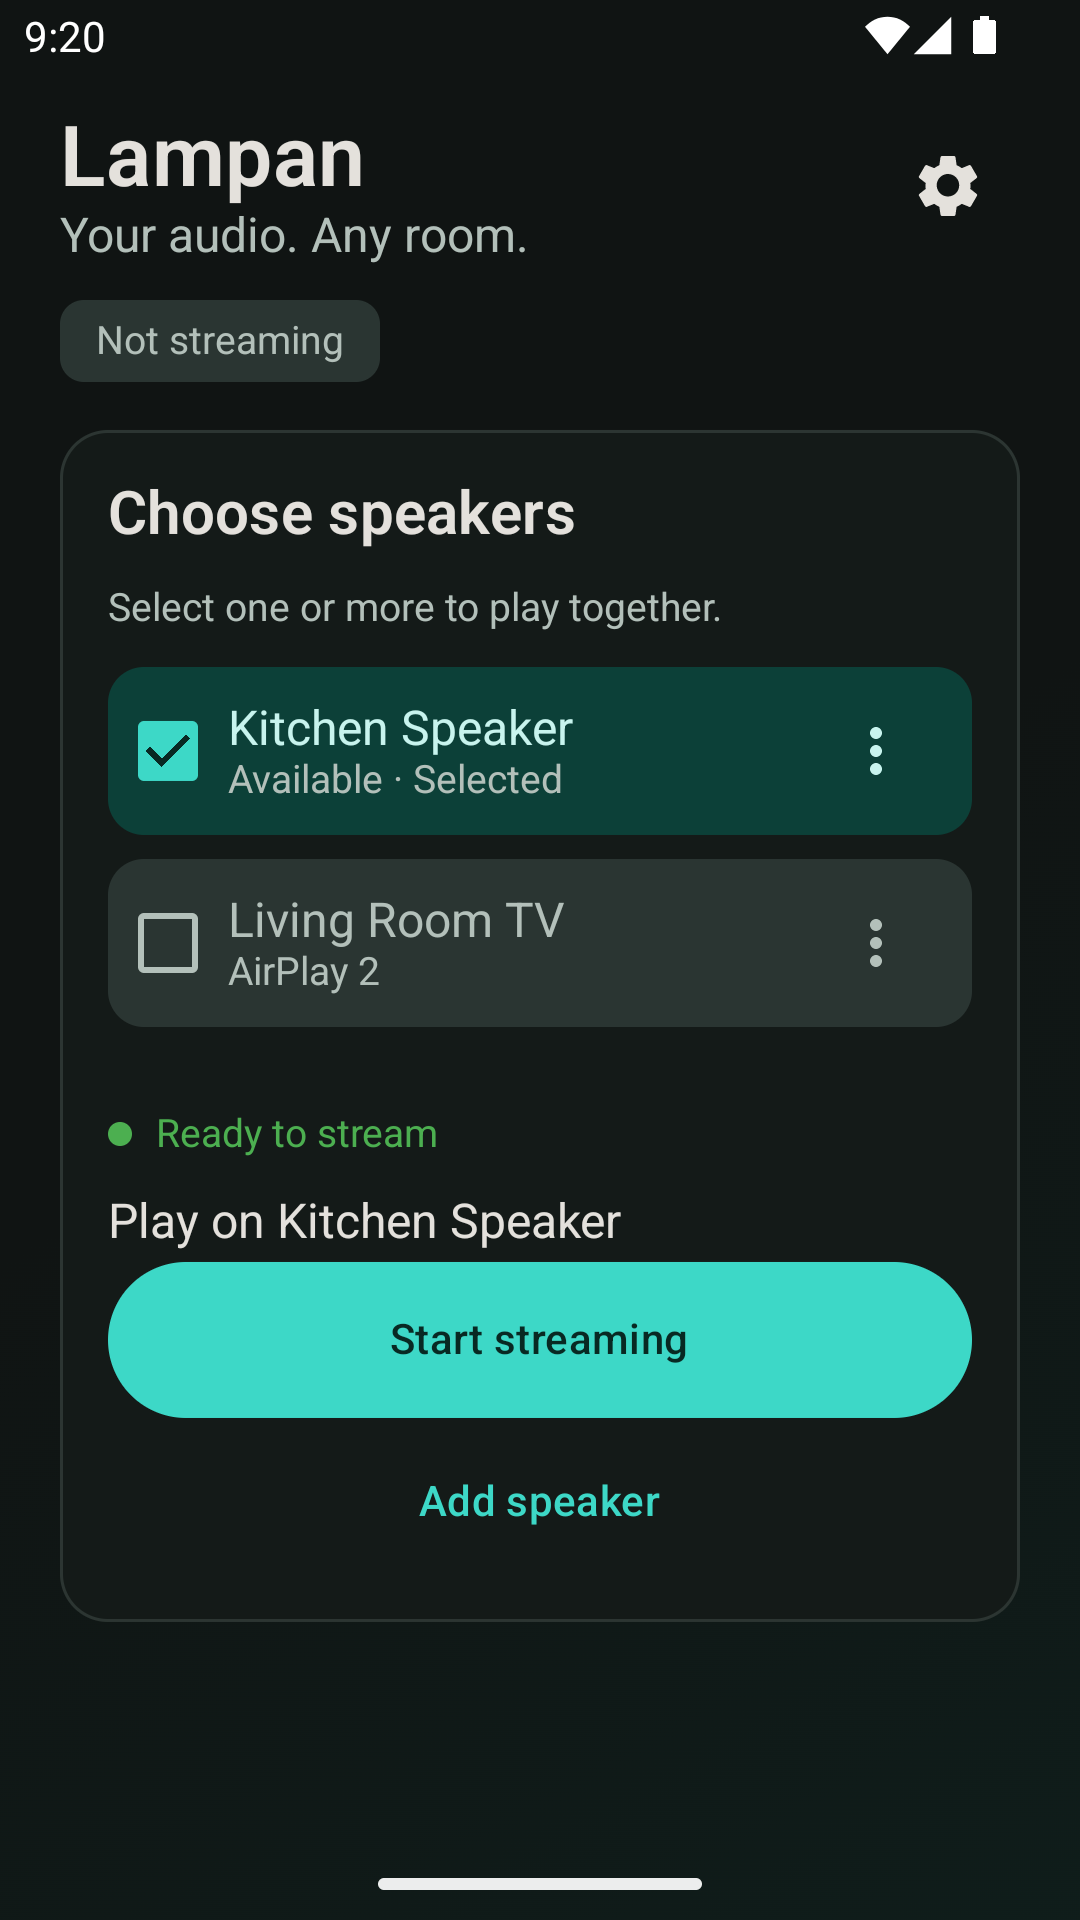 9:20
Lampan
Your audio. Any room.
Not streaming
Choose speakers
Select one or more to play together.
Kitchen Speaker
Available · Selected
Living Room TV
AirPlay 2
Ready to stream
Play on Kitchen Speaker
Start streaming
Add speaker